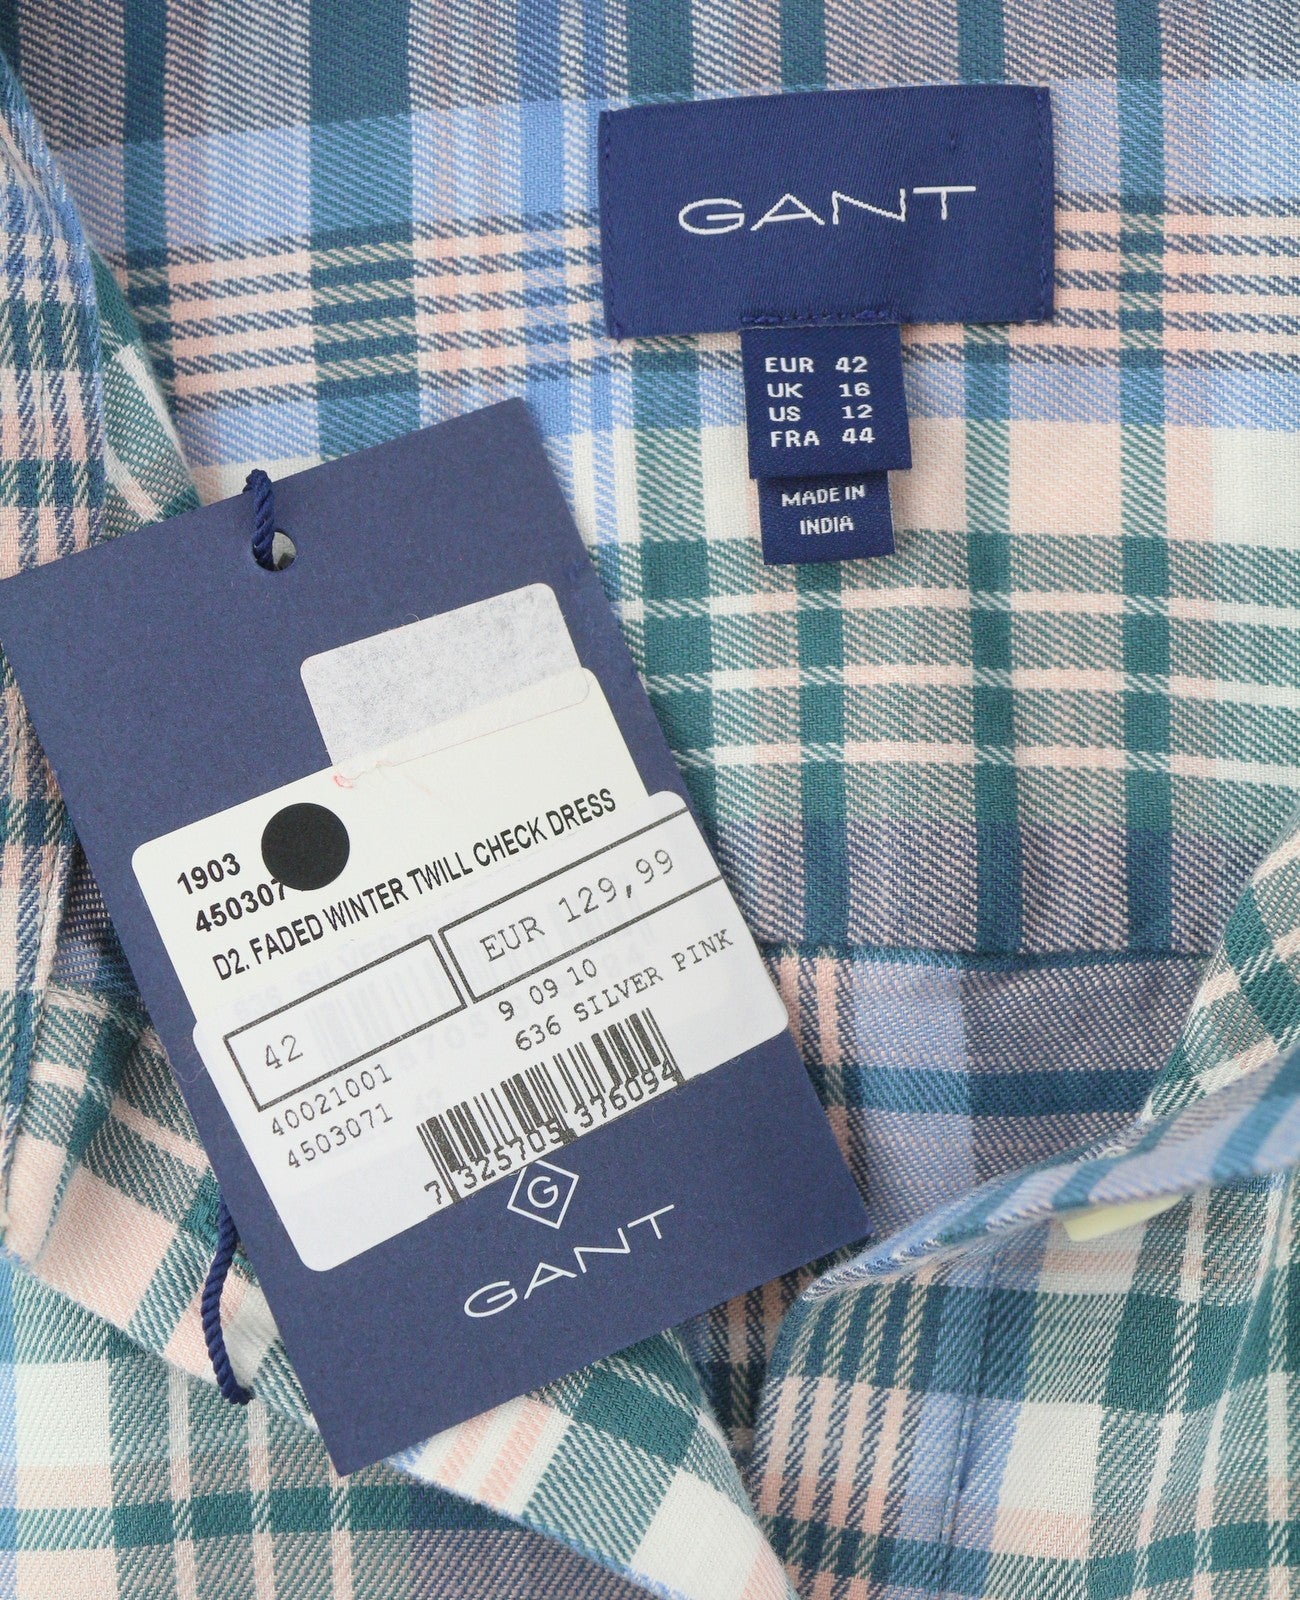 GANT
EUR 42
UK 16
US 12
FRA 44
MADE IN
INDIA
1903
450307
D2. FADED WINTER TWILL CHECK DRESS
EUR 129,99
42
9 09 10
636 SILVER PINK
40021001
4503071
7 325705 376094
G
GANT